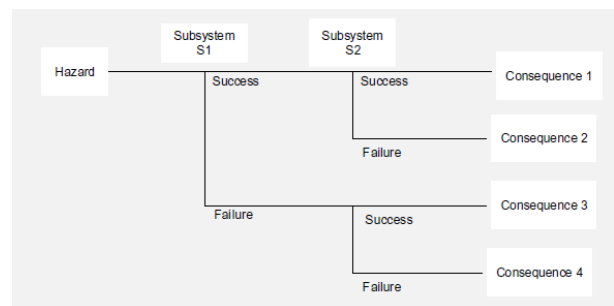 Subsystem
S1
Subsystem
S2
Hazard
Consequence 1
Success
Success
Consequence 2
Failure
Consequence 3
Failure
Success
Consequence 4
Failure